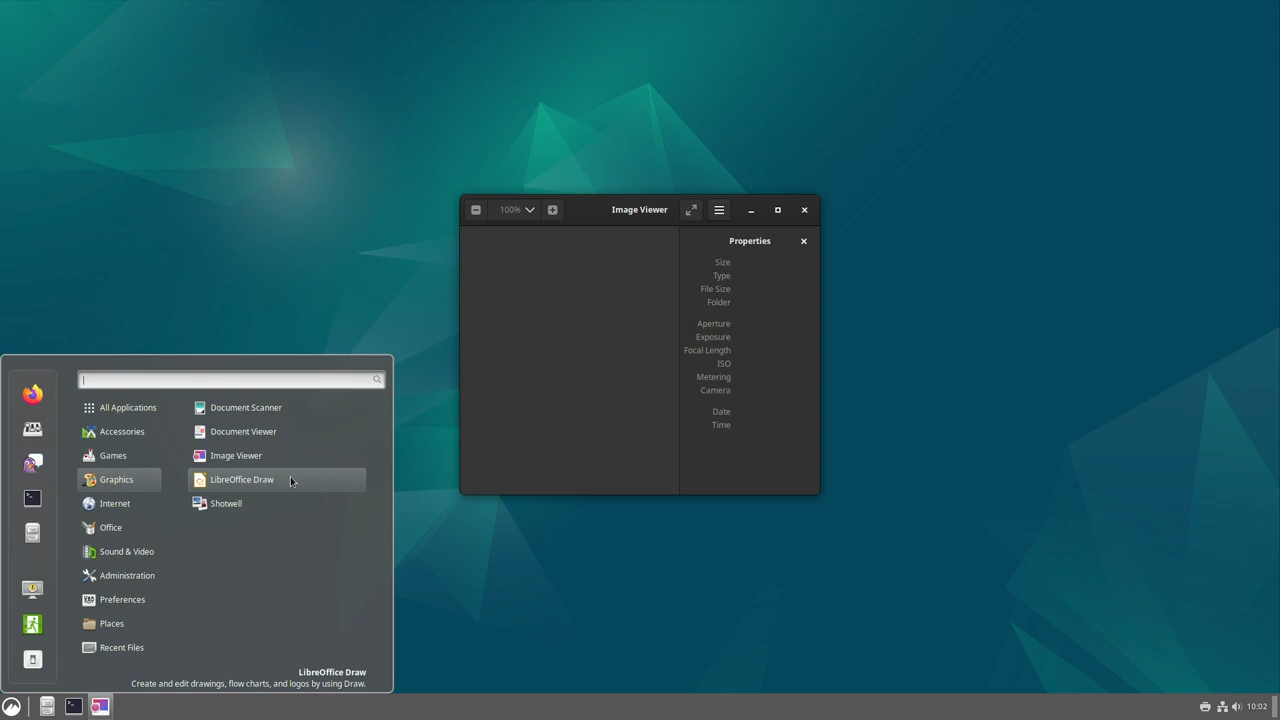 100%
Image Viewer
Properties
Size
Type
File Size
Folder
Aperture
Exposure
Focal Length
ISO
Metering
Camera
Date
Time
All Applications
Accessories
Games
Graphics
Internet
Office
Sound & Video
Administration
Preferences
Places
Recent Files
Document Scanner
Document Viewer
Image Viewer
LibreOffice Draw
Shotwell
LibreOffice Draw
Create and edit drawings, flow charts, and logos by using Draw.
10:02